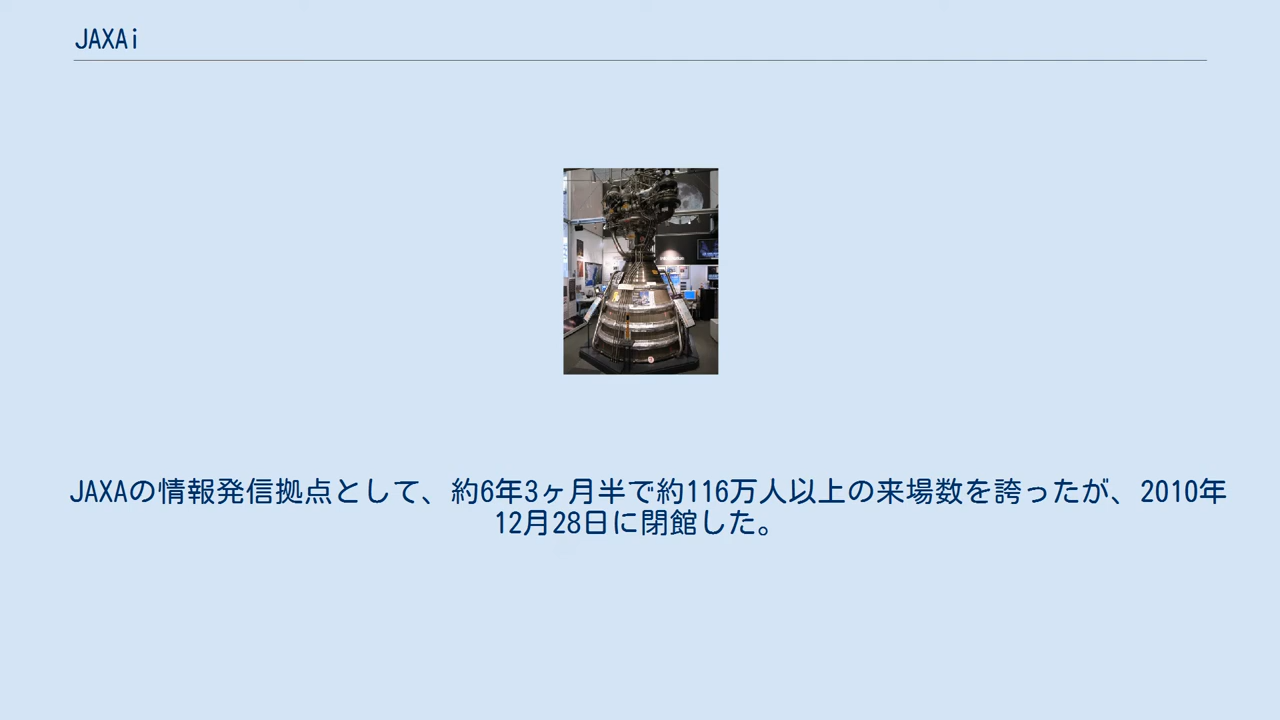 JAXAi
JAXAの情報発信拠点として、約6年3ヶ月半で約116万人以上の来場数を誇ったが、2010年
12月28日に閉館した。